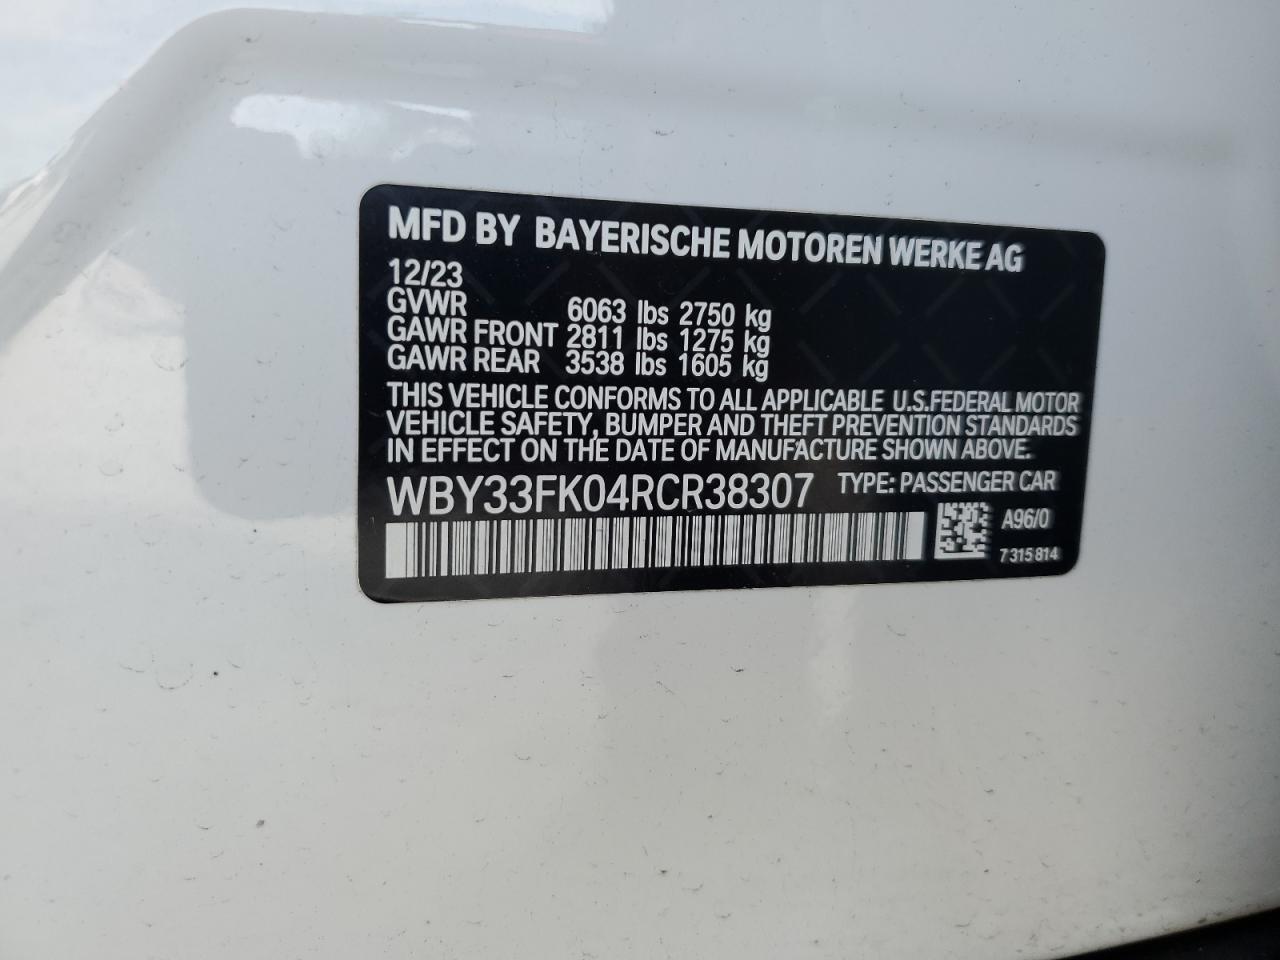 MFD BY BAYERISCHE MOTOREN WERKE AG
12/23
GVWR 6063 lbs 2750 kg
GAWR FRONT 2811 lbs 1275 kg
GAWR REAR 3538 lbs 1605 kg
THIS VEHICLE CONFORMS TO ALL APPLICABLE U.S.FEDERAL MOTOR
VEHICLE SAFETY, BUMPER AND THEFT PREVENTION STANDARDS
IN EFFECT ON THE DATE OF MANUFACTURE SHOWN ABOVE.
WBY33FK04RCR38307 TYPE: PASSENGER CAR
A96/0
7 315 814